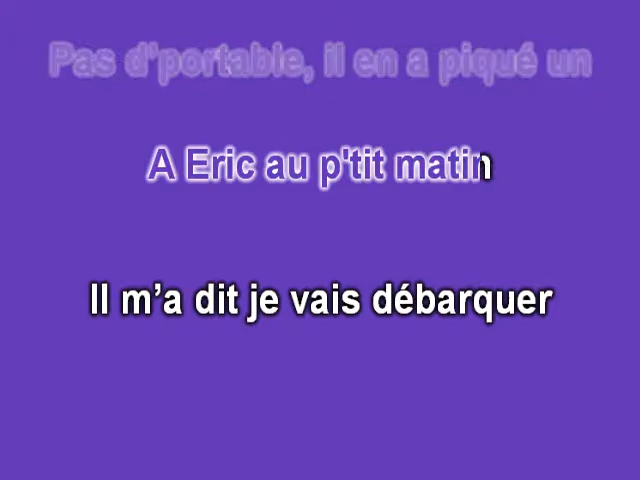 Pas d'portable, il en a piqué un
A Eric au p'tit matin
Il m’a dit je vais débarquer